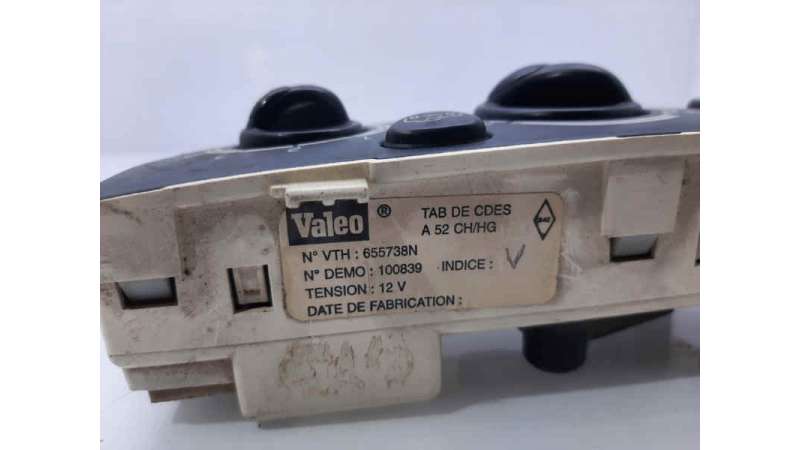 Valeo ® TAB DE CDES
A 52 CH/HG
N° VTH : 655738N
N° DEMO : 100839 INDICE : V
TENSION : 12 V
DATE DE FABRICATION :